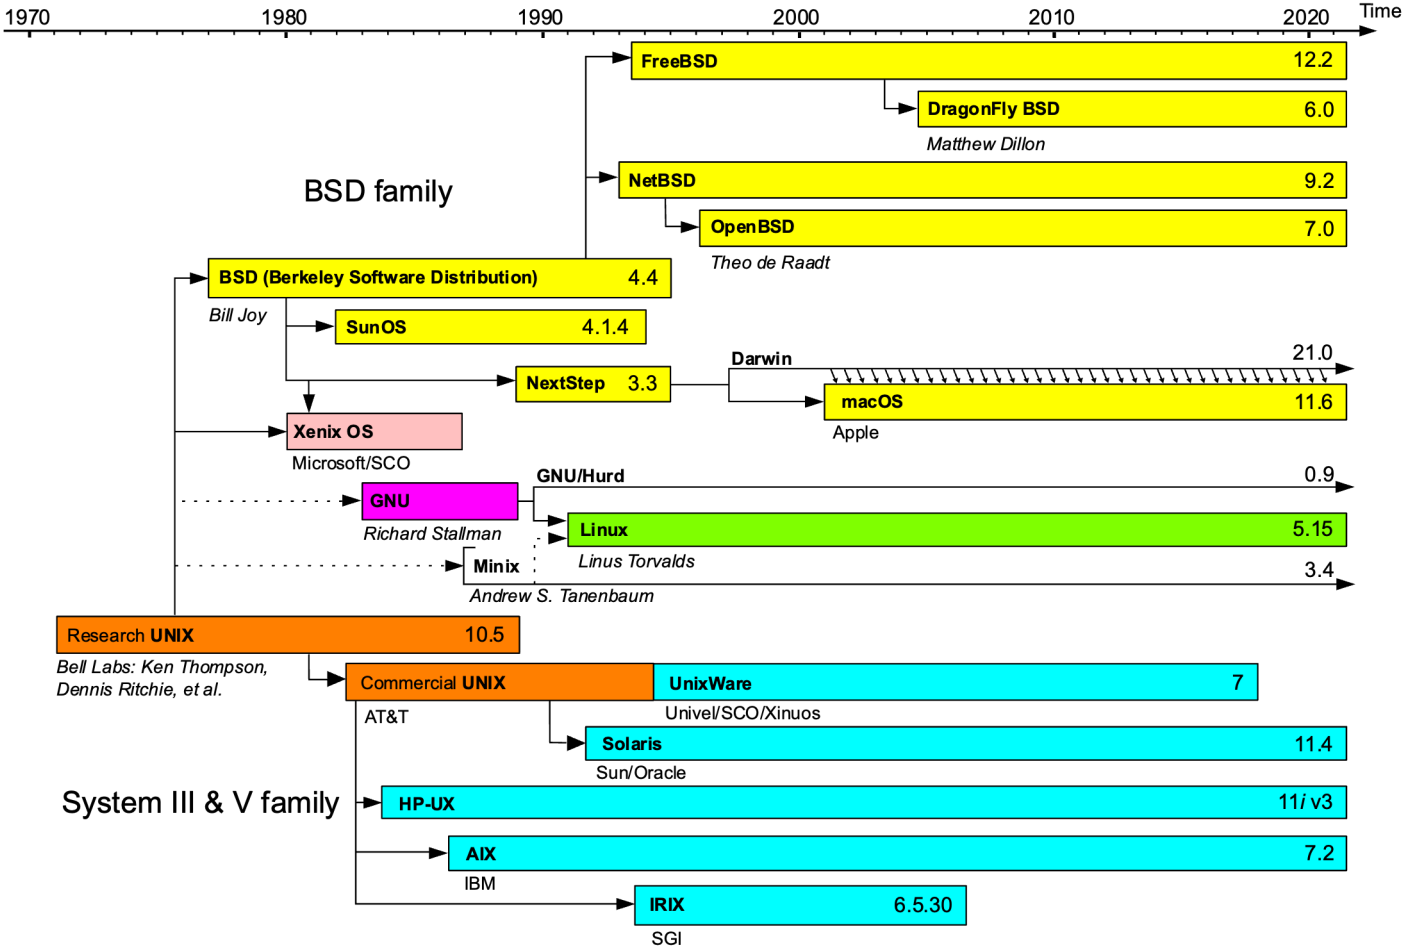 1970 1980 1990 2000 2010 2020 Time
FreeBSD 12.2
DragonFly BSD 6.0
Matthew Dillon
BSD family
NetBSD 9.2
OpenBSD 7.0
Theo de Raadt
BSD (Berkeley Software Distribution) 4.4
Bill Joy
SunOS 4.1.4
Darwin 21.0
NextStep 3.3
macOS 11.6
Apple
Xenix OS
Microsoft/SCO
GNU/Hurd 0.9
GNU
Richard Stallman
Linux 5.15
Linus Torvalds
Minix 3.4
Andrew S. Tanenbaum
Research UNIX 10.5
Bell Labs: Ken Thompson,
Dennis Ritchie, et al.
Commercial UNIX
AT&T
UnixWare 7
Univel/SCO/Xinuos
Solaris 11.4
Sun/Oracle
System III & V family
HP-UX 11i v3
AIX 7.2
IBM
IRIX 6.5.30
SGI